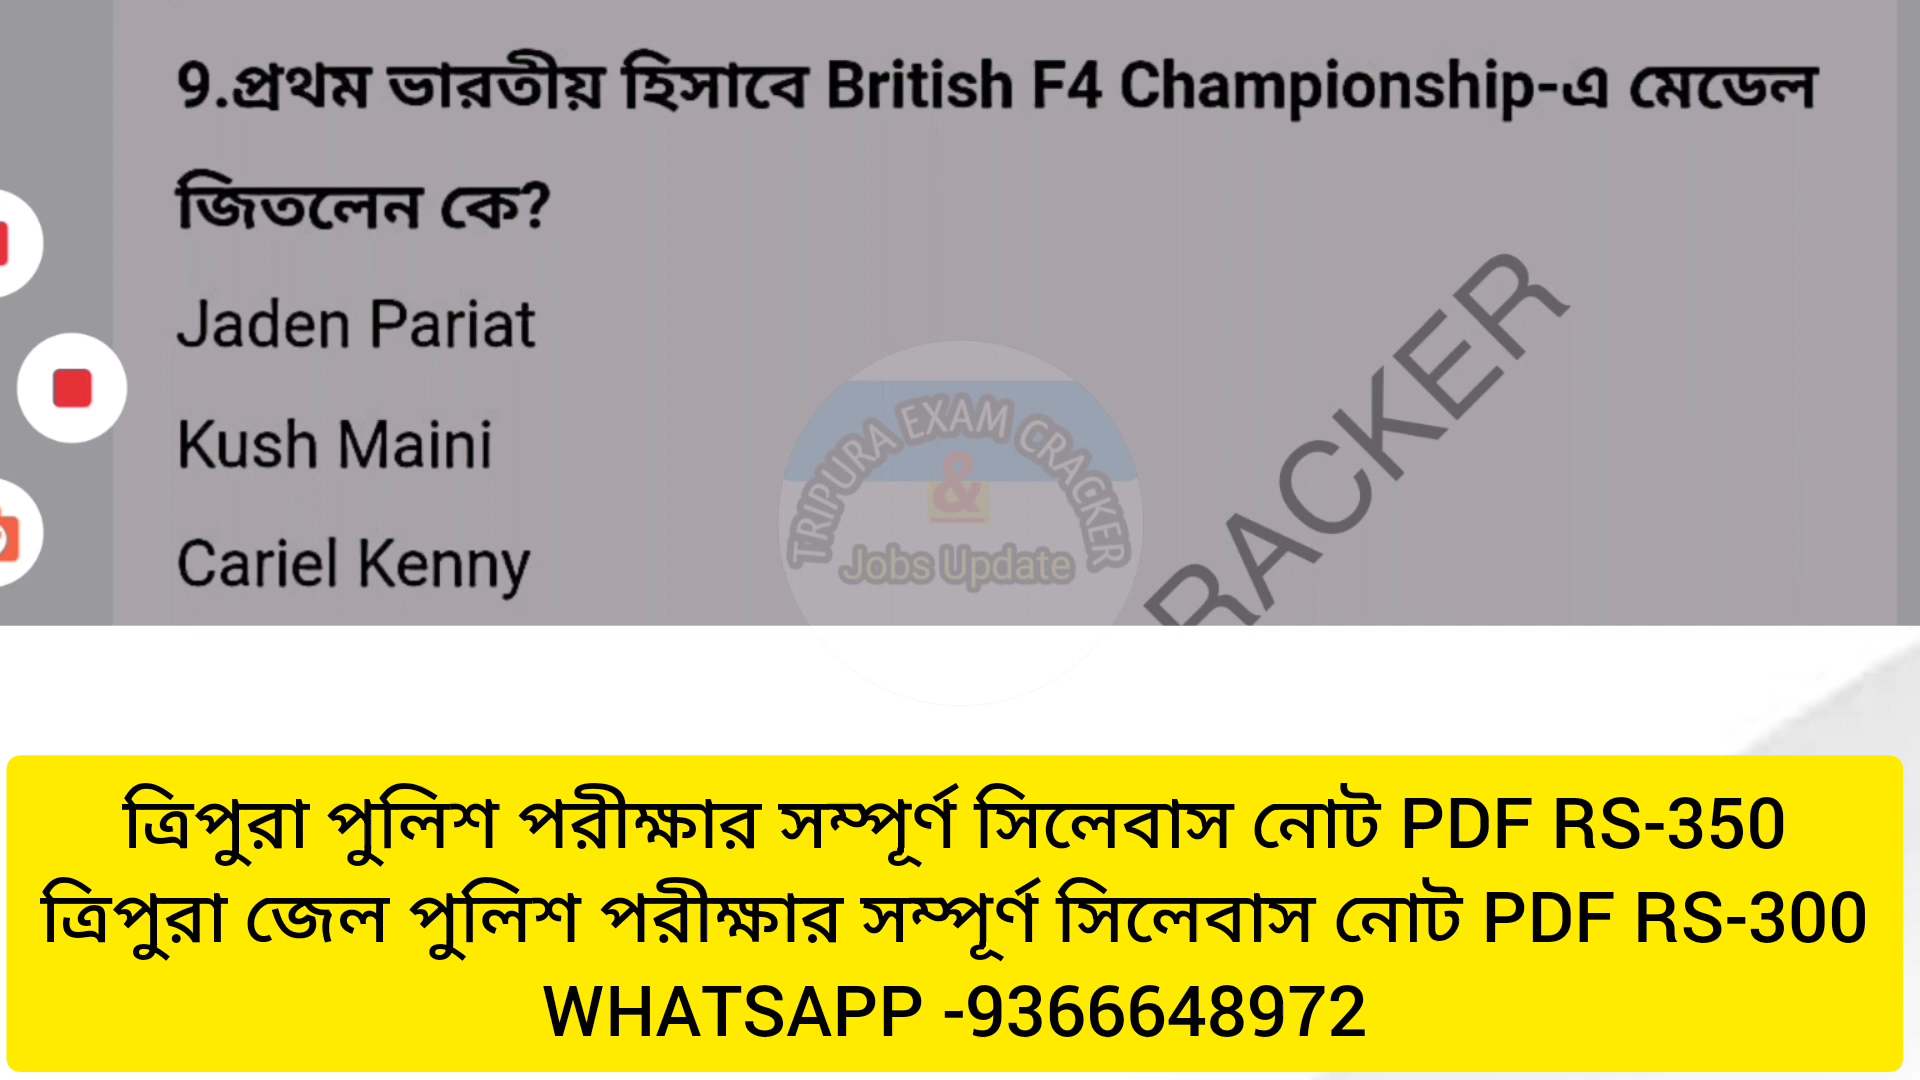 9.প্রথম ভারতীয় হিসাবে British F4 Championship-এ মেডেল
জিতলেন কে?
Jaden Pariat
Kush Maini
Cariel Kenny
TRIPURA EXAM CRACKER
&
Jobs Update
RACKER
ত্রিপুরা পুলিশ পরীক্ষার সম্পূর্ণ সিলেবাস নোট PDF RS-350
ত্রিপুরা জেল পুলিশ পরীক্ষার সম্পূর্ণ সিলেবাস নোট PDF RS-300
WHATSAPP -9366648972